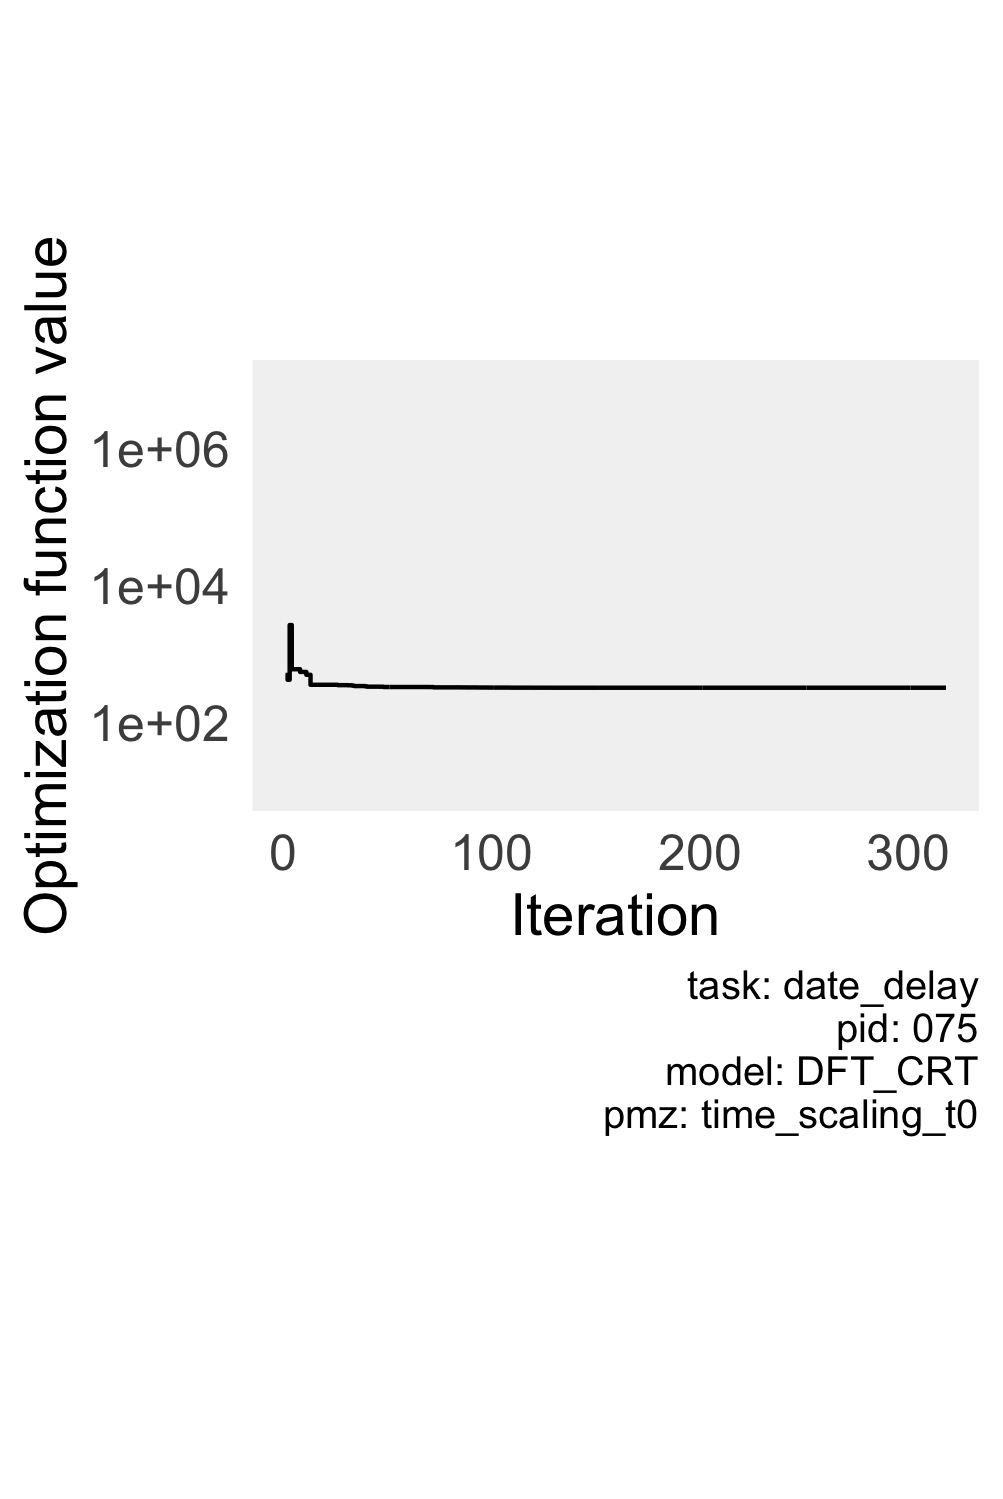 Optimization function value
1e+06
1e+04
1e+02
0 100 200 300
Iteration
task: date_delay
pid: 075
model: DFT_CRT
pmz: time_scaling_t0